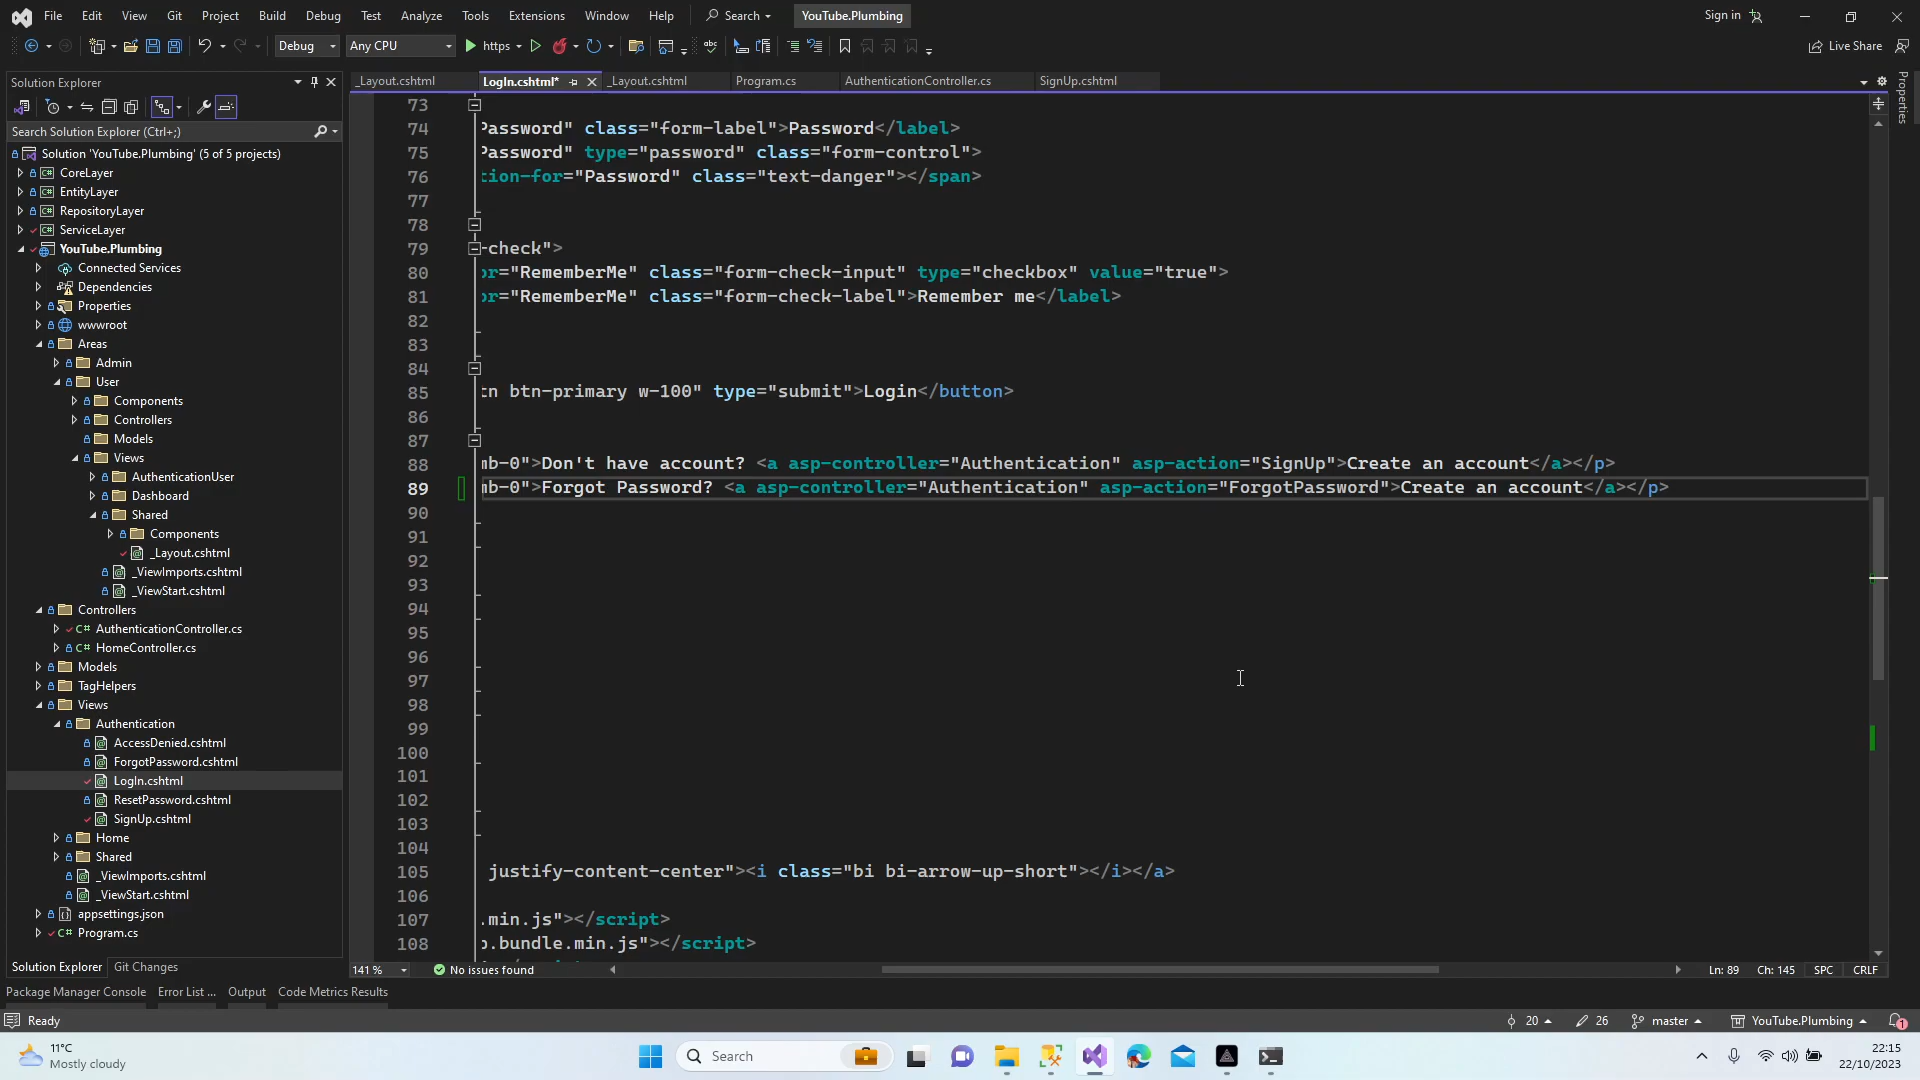 File Edit View Git Project Build Debug Test Analyze Tools Extensions Window Help Search YouTube.Plumbing Sign in
Debug Any CPU https Live Share
Solution Explorer
_Layout.cshtml LogIn.cshtml* _Layout.cshtml Program.cs AuthenticationController.cs SignUp.cshtml
Properties
Search Solution Explorer (Ctrl+;)
Solution 'YouTube.Plumbing' (5 of 5 projects)
CoreLayer
EntityLayer
RepositoryLayer
ServiceLayer
YouTube.Plumbing
Connected Services
Dependencies
Properties
wwwroot
Areas
Admin
User
Components
Controllers
Models
Views
AuthenticationUser
Dashboard
Shared
Components
_Layout.cshtml
_ViewImports.cshtml
_ViewStart.cshtml
Controllers
AuthenticationController.cs
HomeController.cs
Models
TagHelpers
Views
Authentication
AccessDenied.cshtml
ForgotPassword.cshtml
LogIn.cshtml
ResetPassword.cshtml
SignUp.cshtml
Home
Shared
_ViewImports.cshtml
_ViewStart.cshtml
appsettings.json
Program.cs
Solution Explorer Git Changes
73
74 Password" class="form-label">Password</label>
75 Password" type="password" class="form-control">
76 tion-for="Password" class="text-danger"></span>
77
78
79 -check">
80 or="RememberMe" class="form-check-input" type="checkbox" value="true">
81 or="RememberMe" class="form-check-label">Remember me</label>
82
83
84
85 tn btn-primary w-100" type="submit">Login</button>
86
87
88 mb-0">Don't have account? <a asp-controller="Authentication" asp-action="SignUp">Create an account</a></p>
89 mb-0">Forgot Password? <a asp-controller="Authentication" asp-action="ForgotPassword">Create an account</a></p>
90
91
92
93
94
95
96
97
98
99
100
101
102
103
104
105 justify-content-center"><i class="bi bi-arrow-up-short"></i></a>
106
107 .min.js"></script>
108 p.bundle.min.js"></script>
141 % No issues found Ln: 89 Ch: 145 SPC CRLF
Package Manager Console Error List ... Output Code Metrics Results
Ready 20 26 master YouTube.Plumbing 1
11°C
Mostly cloudy
Search
22:15
22/10/2023